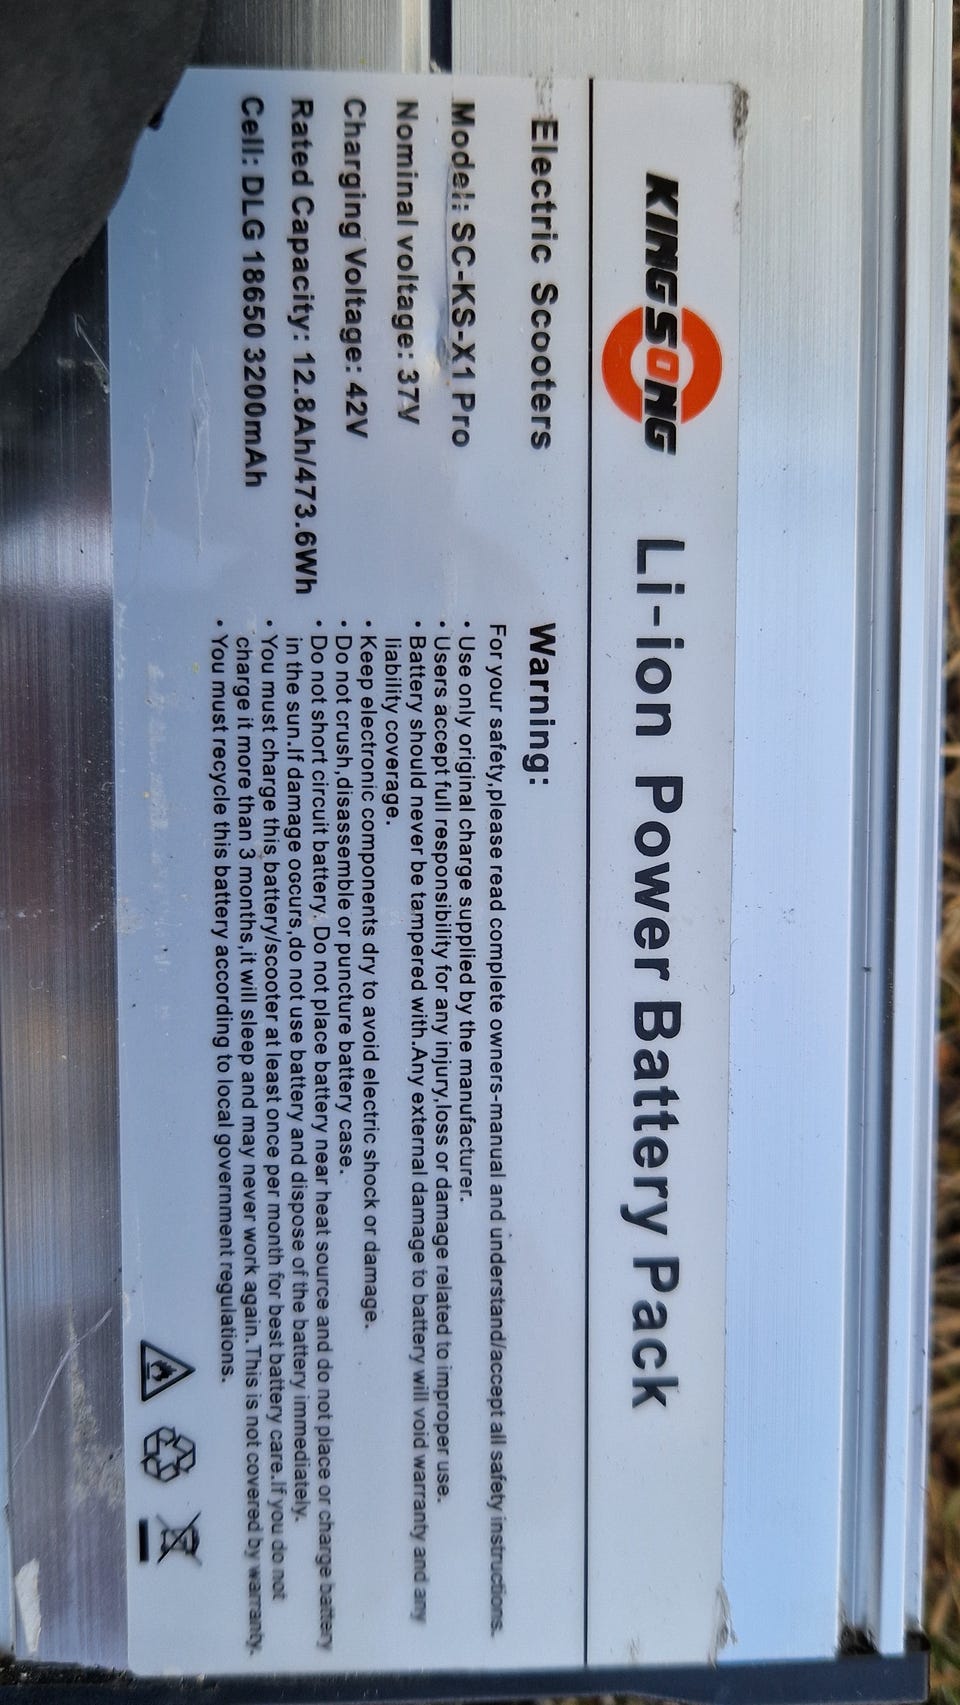 KINGSONG Li-ion Power Battery Pack
Electric Scooters
Model: SC-KS-X1 Pro
Nominal voltage: 37V
Charging Voltage: 42V
Rated Capacity: 12.8Ah/473.6Wh
Cell: DLG 18650 3200mAh
Warning:
For your safety,please read complete owners-manual and understand/accept all safety instructions.
• Use only original charge supplied by the manufacturer.
• Users accept full responsibility for any injury,loss or damage related to improper use.
• Battery should never be tampered with.Any external damage to battery will void warranty and any
liability coverage.
• Keep electronic components dry to avoid electric shock or damage.
• Do not crush,disassemble or puncture battery case.
• Do not short circuit battery. Do not place battery near heat source and do not place or charge battery
in the sun.If damage occurs,do not use battery and dispose of the battery immediately.
• You must charge this battery/scooter at least once per month for best battery care.If you do not
charge it more than 3 months,it will sleep and may never work again.This is not covered by warranty.
• You must recycle this battery according to local government regulations.